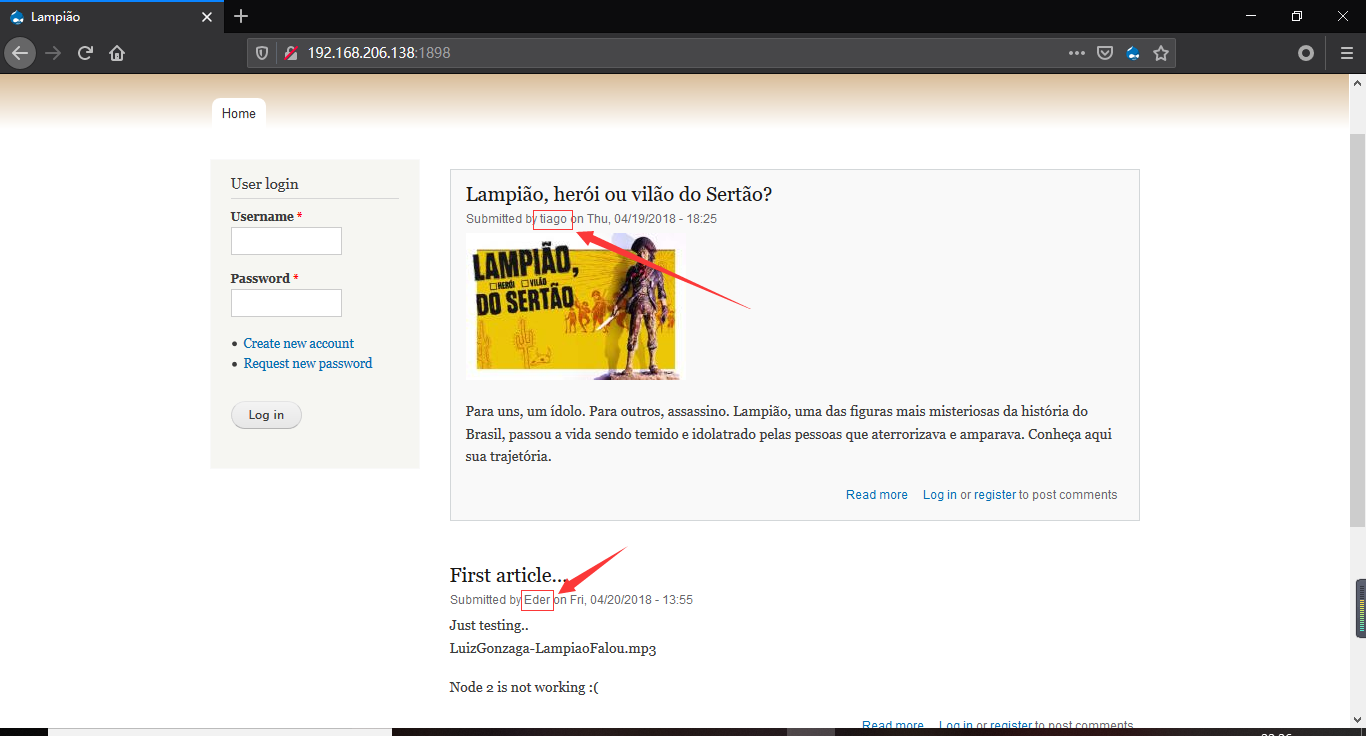 Lampião
192.168.206.138:1898
Home
User login
Username *
Password *
Create new account
Request new password
Log in
Lampião, herói ou vilão do Sertão?
Submitted by tiago on Thu, 04/19/2018 - 18:25
LAMPIÃO,
HERÓI VILÃO
DO SERTÃO
Para uns, um ídolo. Para outros, assassino. Lampião, uma das figuras mais misteriosas da história do
Brasil, passou a vida sendo temido e idolatrado pelas pessoas que aterrorizava e amparava. Conheça aqui
sua trajetória.
Read more Log in or register to post comments
First article...
Submitted by Eder on Fri, 04/20/2018 - 13:55
Just testing..
LuizGonzaga-LampiaoFalou.mp3
Node 2 is not working :(
Read more Log in or register to post comments